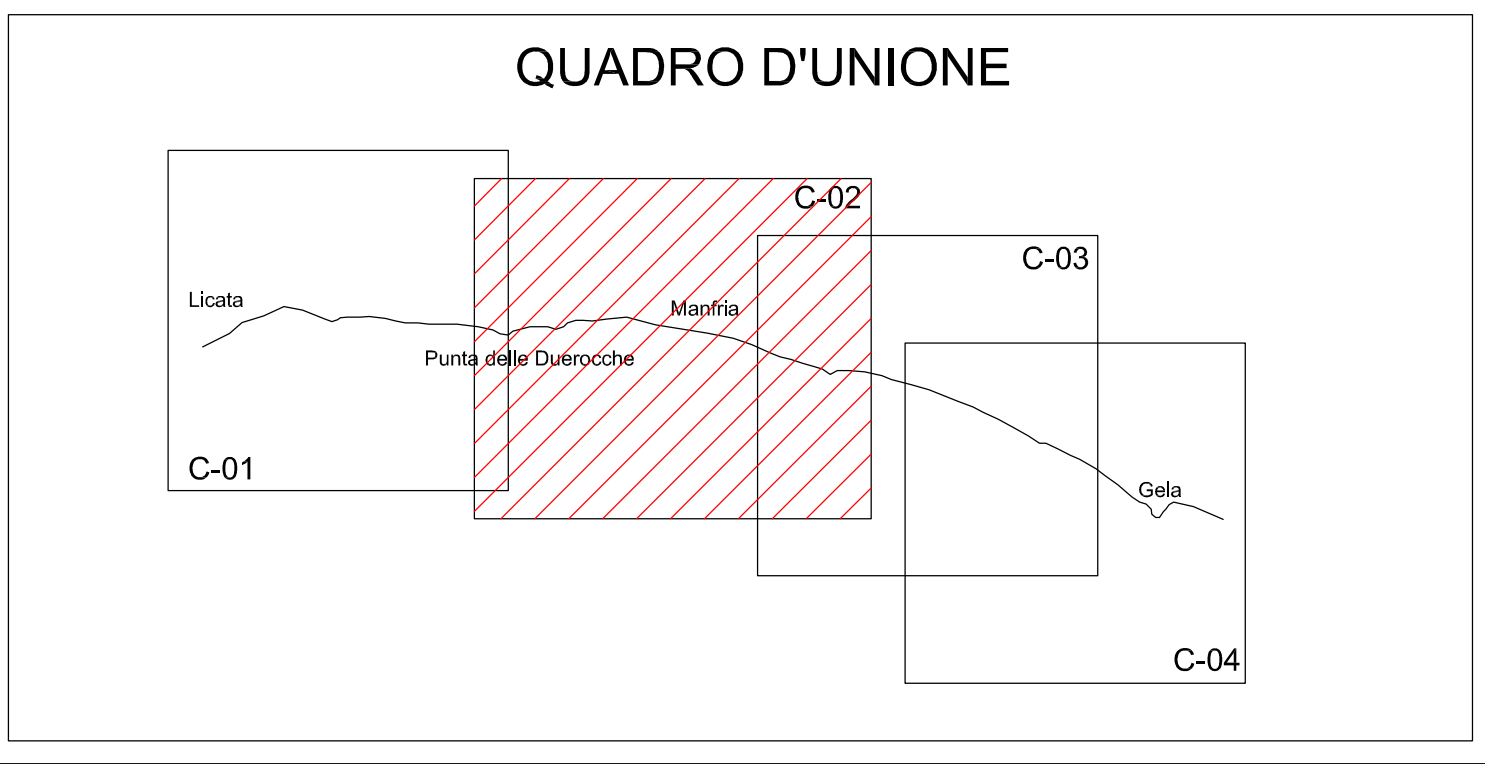 QUADRO D'UNIONE
C-02
C-03
Licata
Manfria
Punta delle Duerocche
C-01
Gela
C-04